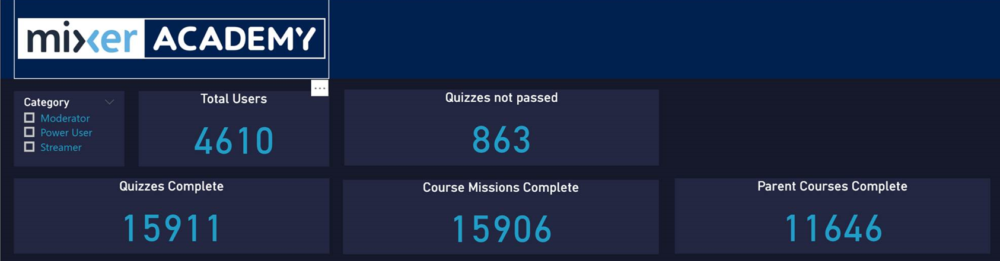 mixer ACADEMY
Category
Moderator
Power User
Streamer
Total Users
4610
...
Quizzes not passed
863
Quizzes Complete
15911
Course Missions Complete
15906
Parent Courses Complete
11646